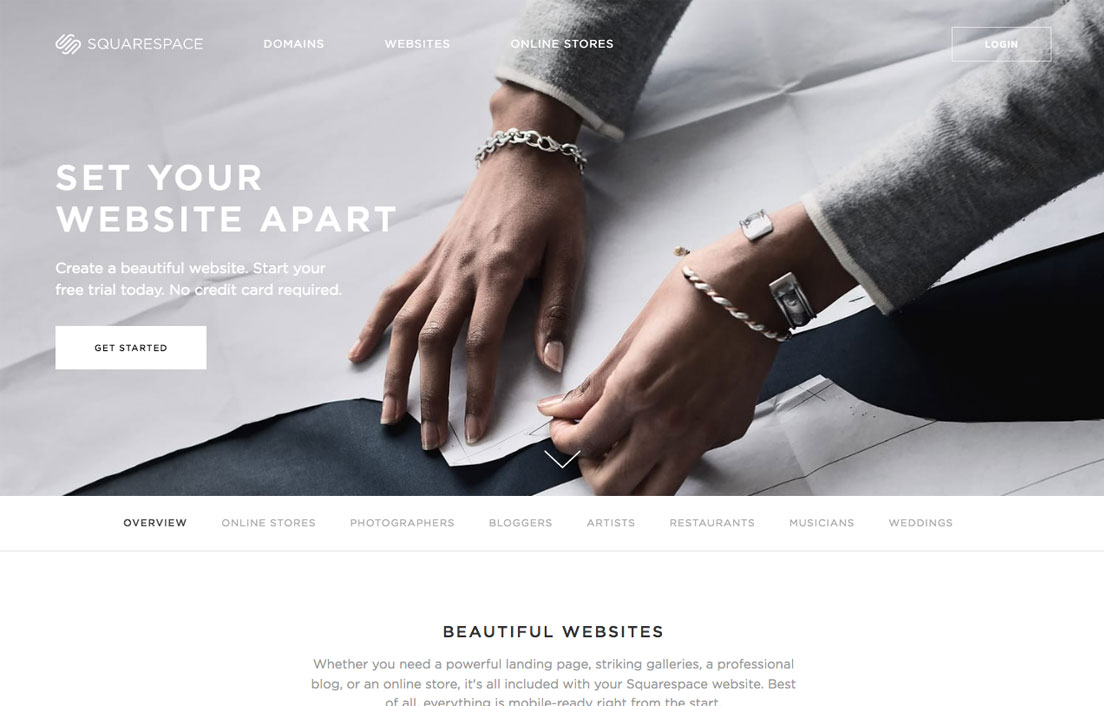 SQUARESPACE DOMAINS WEBSITES ONLINE STORES LOGIN
SET YOUR
WEBSITE APART
Create a beautiful website. Start your
free trial today. No credit card required.
GET STARTED
OVERVIEW ONLINE STORES PHOTOGRAPHERS BLOGGERS ARTISTS RESTAURANTS MUSICIANS WEDDINGS
BEAUTIFUL WEBSITES
Whether you need a powerful landing page, striking galleries, a professional
blog, or an online store, it's all included with your Squarespace website. Best
of all, everything is mobile-ready right from the start.